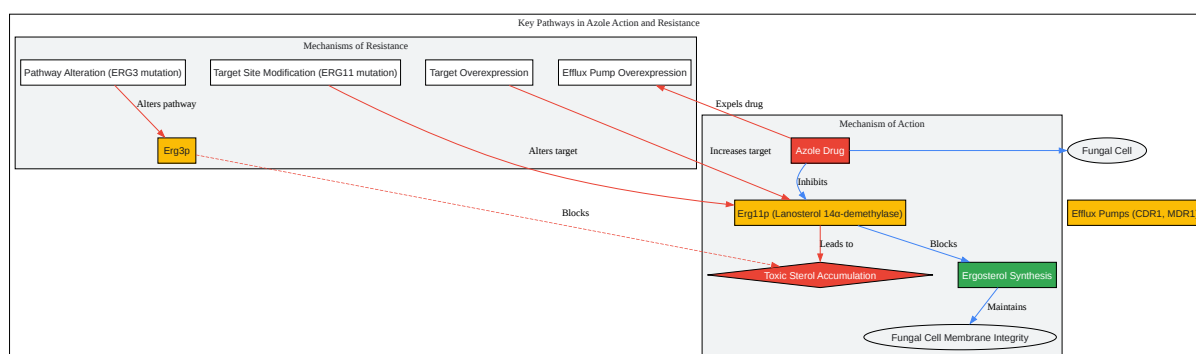 Key Pathways in Azole Action and Resistance
Mechanisms of Resistance
Pathway Alteration (ERG3 mutation)
Target Site Modification (ERG11 mutation)
Target Overexpression
Efflux Pump Overexpression
Alters pathway
Expels drug
Mechanism of Action
Erg3p
Alters target
Increases target
Azole Drug
Fungal Cell
Inhibits
Blocks
Erg11p (Lanosterol 14α-demethylase)
Efflux Pumps (CDR1, MDR1)
Leads to
Blocks
Toxic Sterol Accumulation
Ergosterol Synthesis
Maintains
Fungal Cell Membrane Integrity